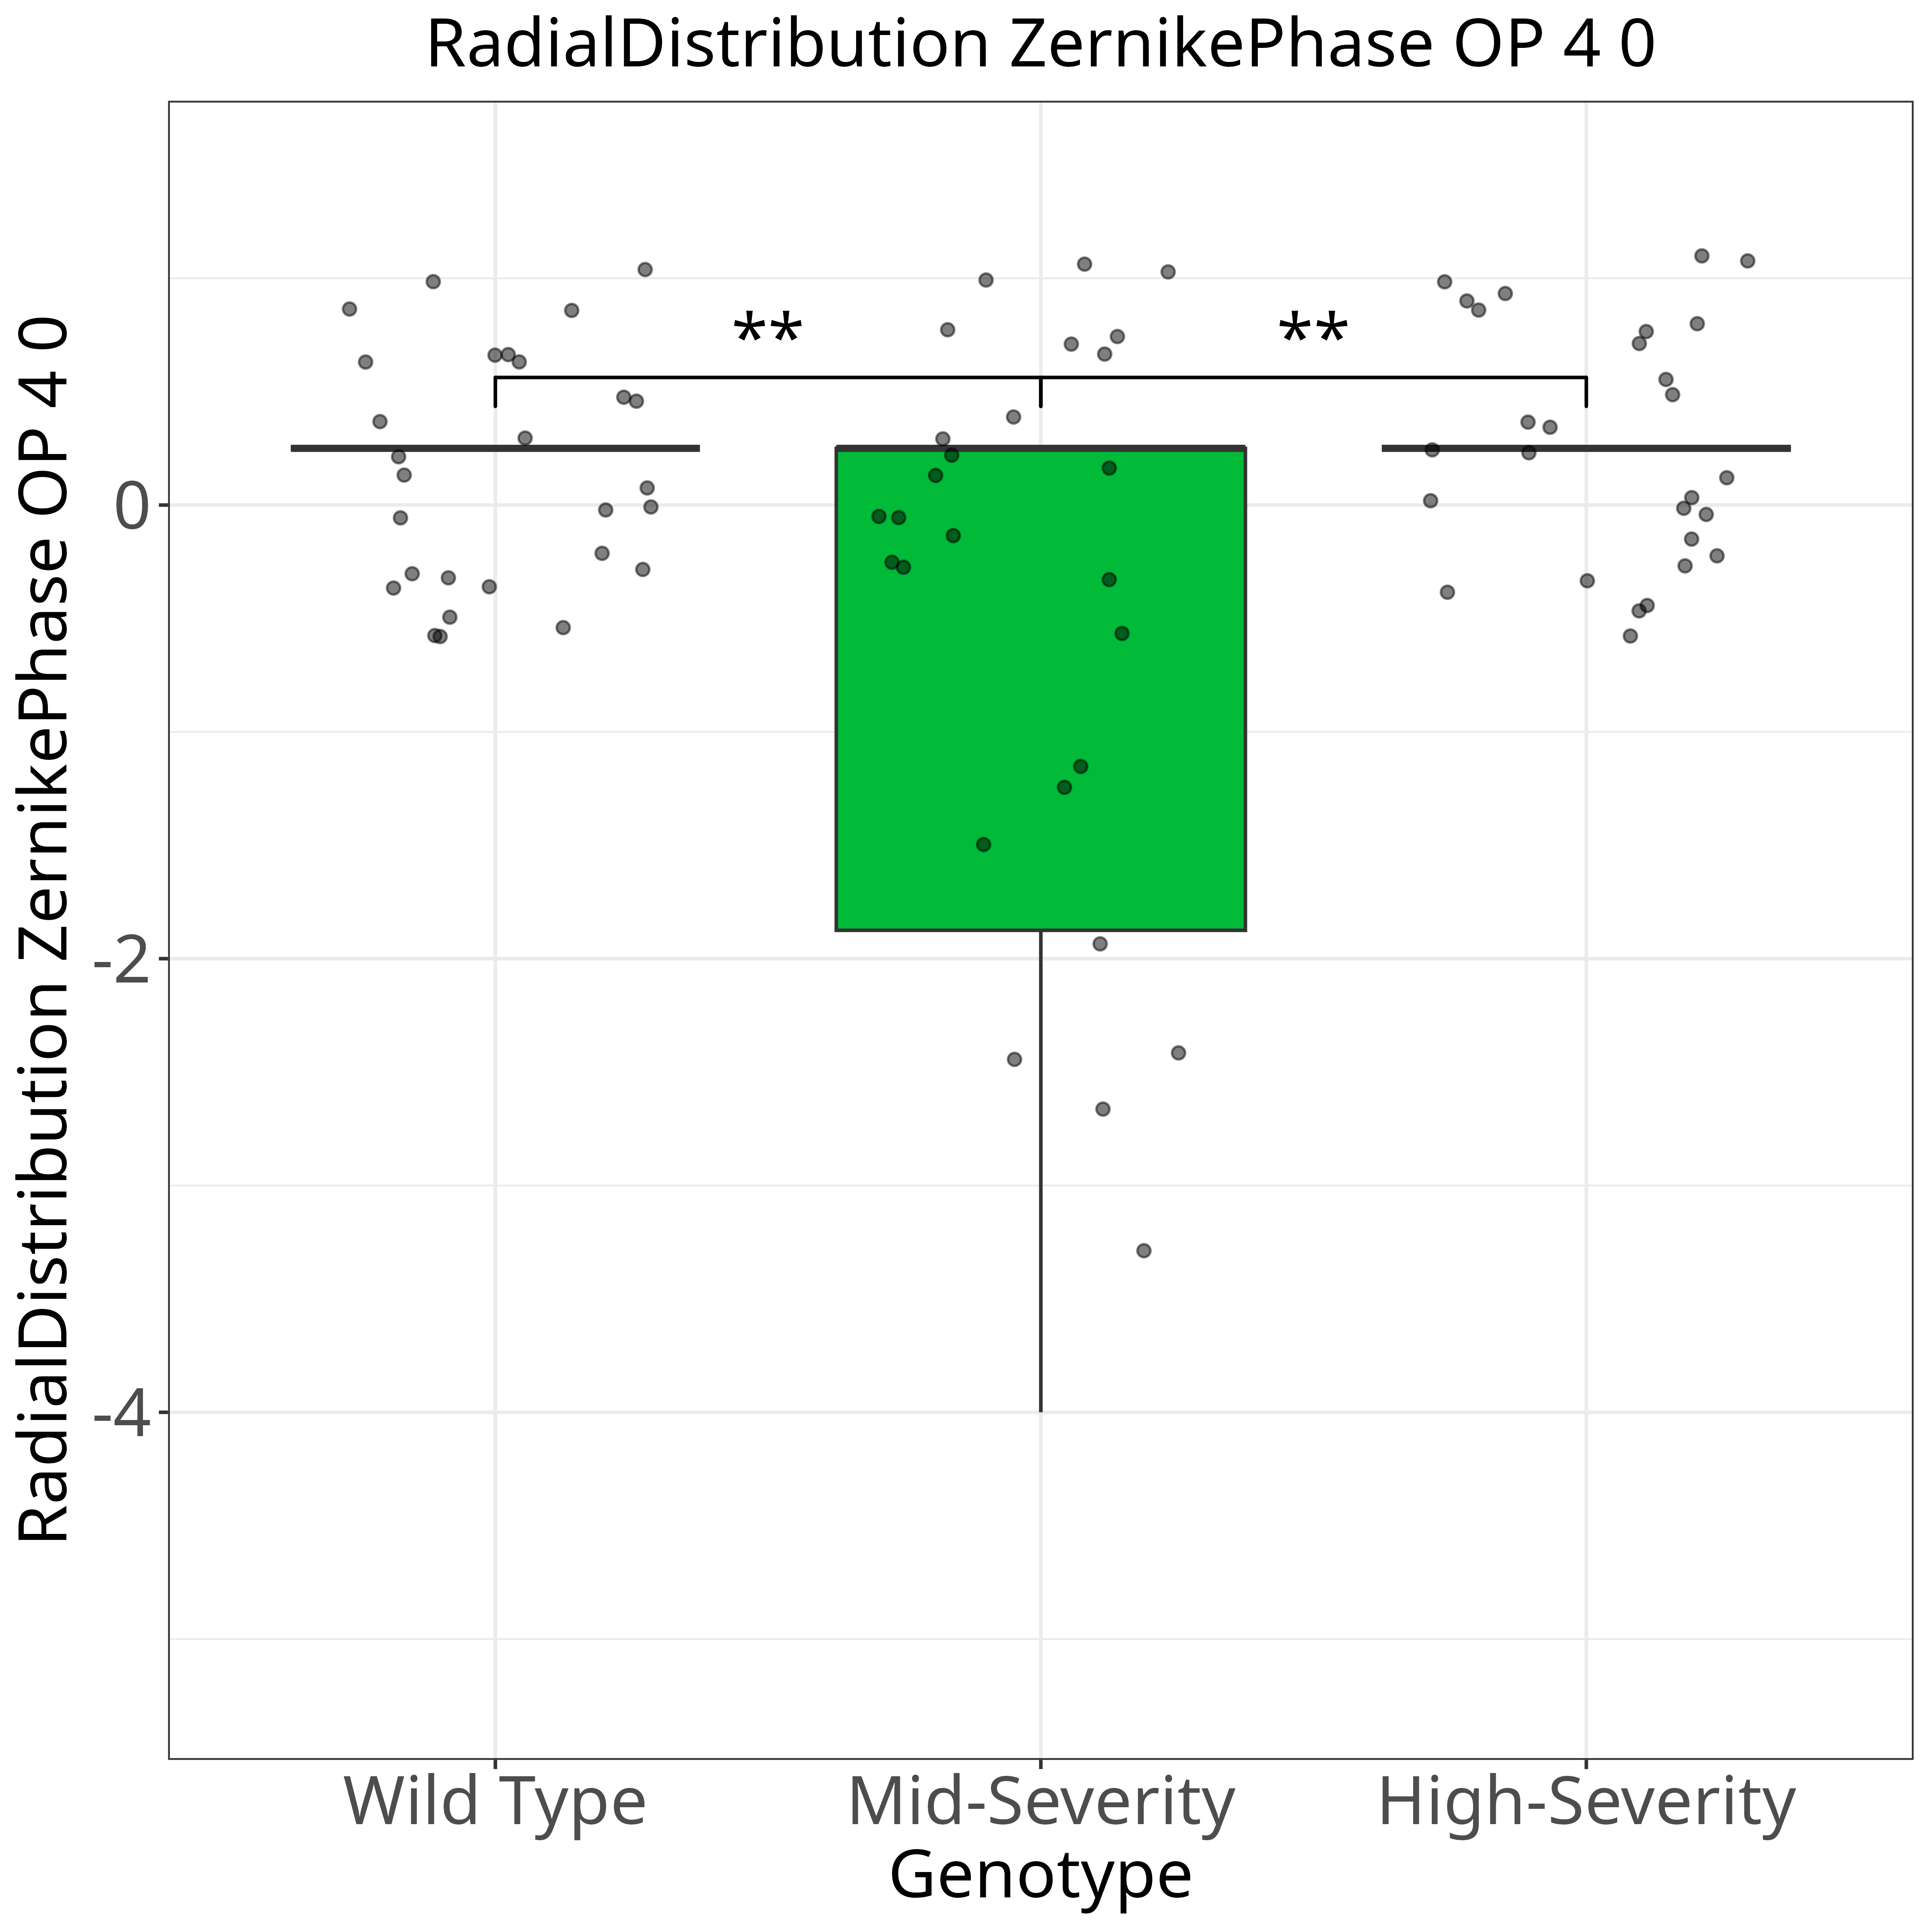 RadialDistribution ZernikePhase OP 4 0
RadialDistribution ZernikePhase OP 4 0
**
**
0
-2
-4
Wild Type
Mid-Severity
High-Severity
Genotype